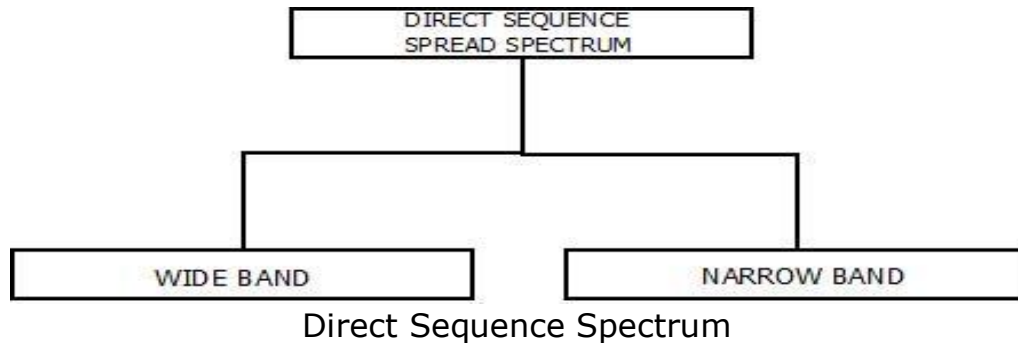 DIRECT SEQUENCE
SPREAD SPECTRUM
WIDE BAND
NARROW BAND
Direct Sequence Spectrum